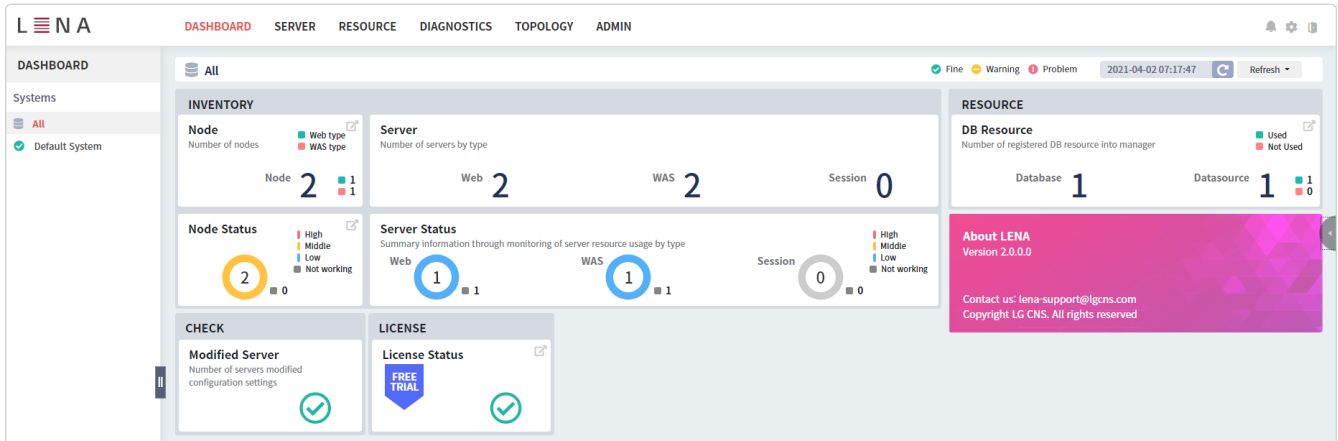 LENA
DASHBOARD SERVER RESOURCE DIAGNOSTICS TOPOLOGY ADMIN
DASHBOARD
Systems
All
Default System
All
Fine Warning Problem 2021-04-02 07:17:47 Refresh
INVENTORY
Node
Number of nodes
Web type
WAS type
Node 2
1
1
Server
Number of servers by type
Web 2 WAS 2 Session 0
Node Status
High
Middle
Low
Not working
2
0
Server Status
Summary information through monitoring of server resource usage by type
High
Middle
Low
Not working
Web 1 1
WAS 1 1
Session 0 0
RESOURCE
DB Resource
Number of registered DB resource into manager
Used
Not Used
Database 1 Datasource 1
1
0
About LENA
Version 2.0.0.0
Contact us: lena-support@lgcns.com
Copyright LG CNS. All rights reserved
CHECK
Modified Server
Number of servers modified
configuration settings
LICENSE
License Status
FREE
TRIAL